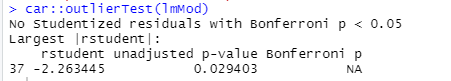 > car::outlierTest(lmMod)
No Studentized residuals with Bonferroni p < 0.05
Largest |rstudent|:
    rstudent unadjusted p-value Bonferroni p
37 -2.263445           0.029403           NA